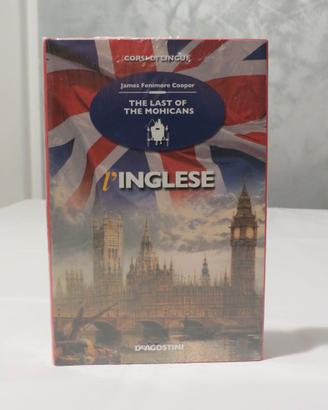 CORSI DI LINGUE
James Fenimore Cooper
THE LAST OF
THE MOHICANS
l'INGLESE
DEAGOSTINI